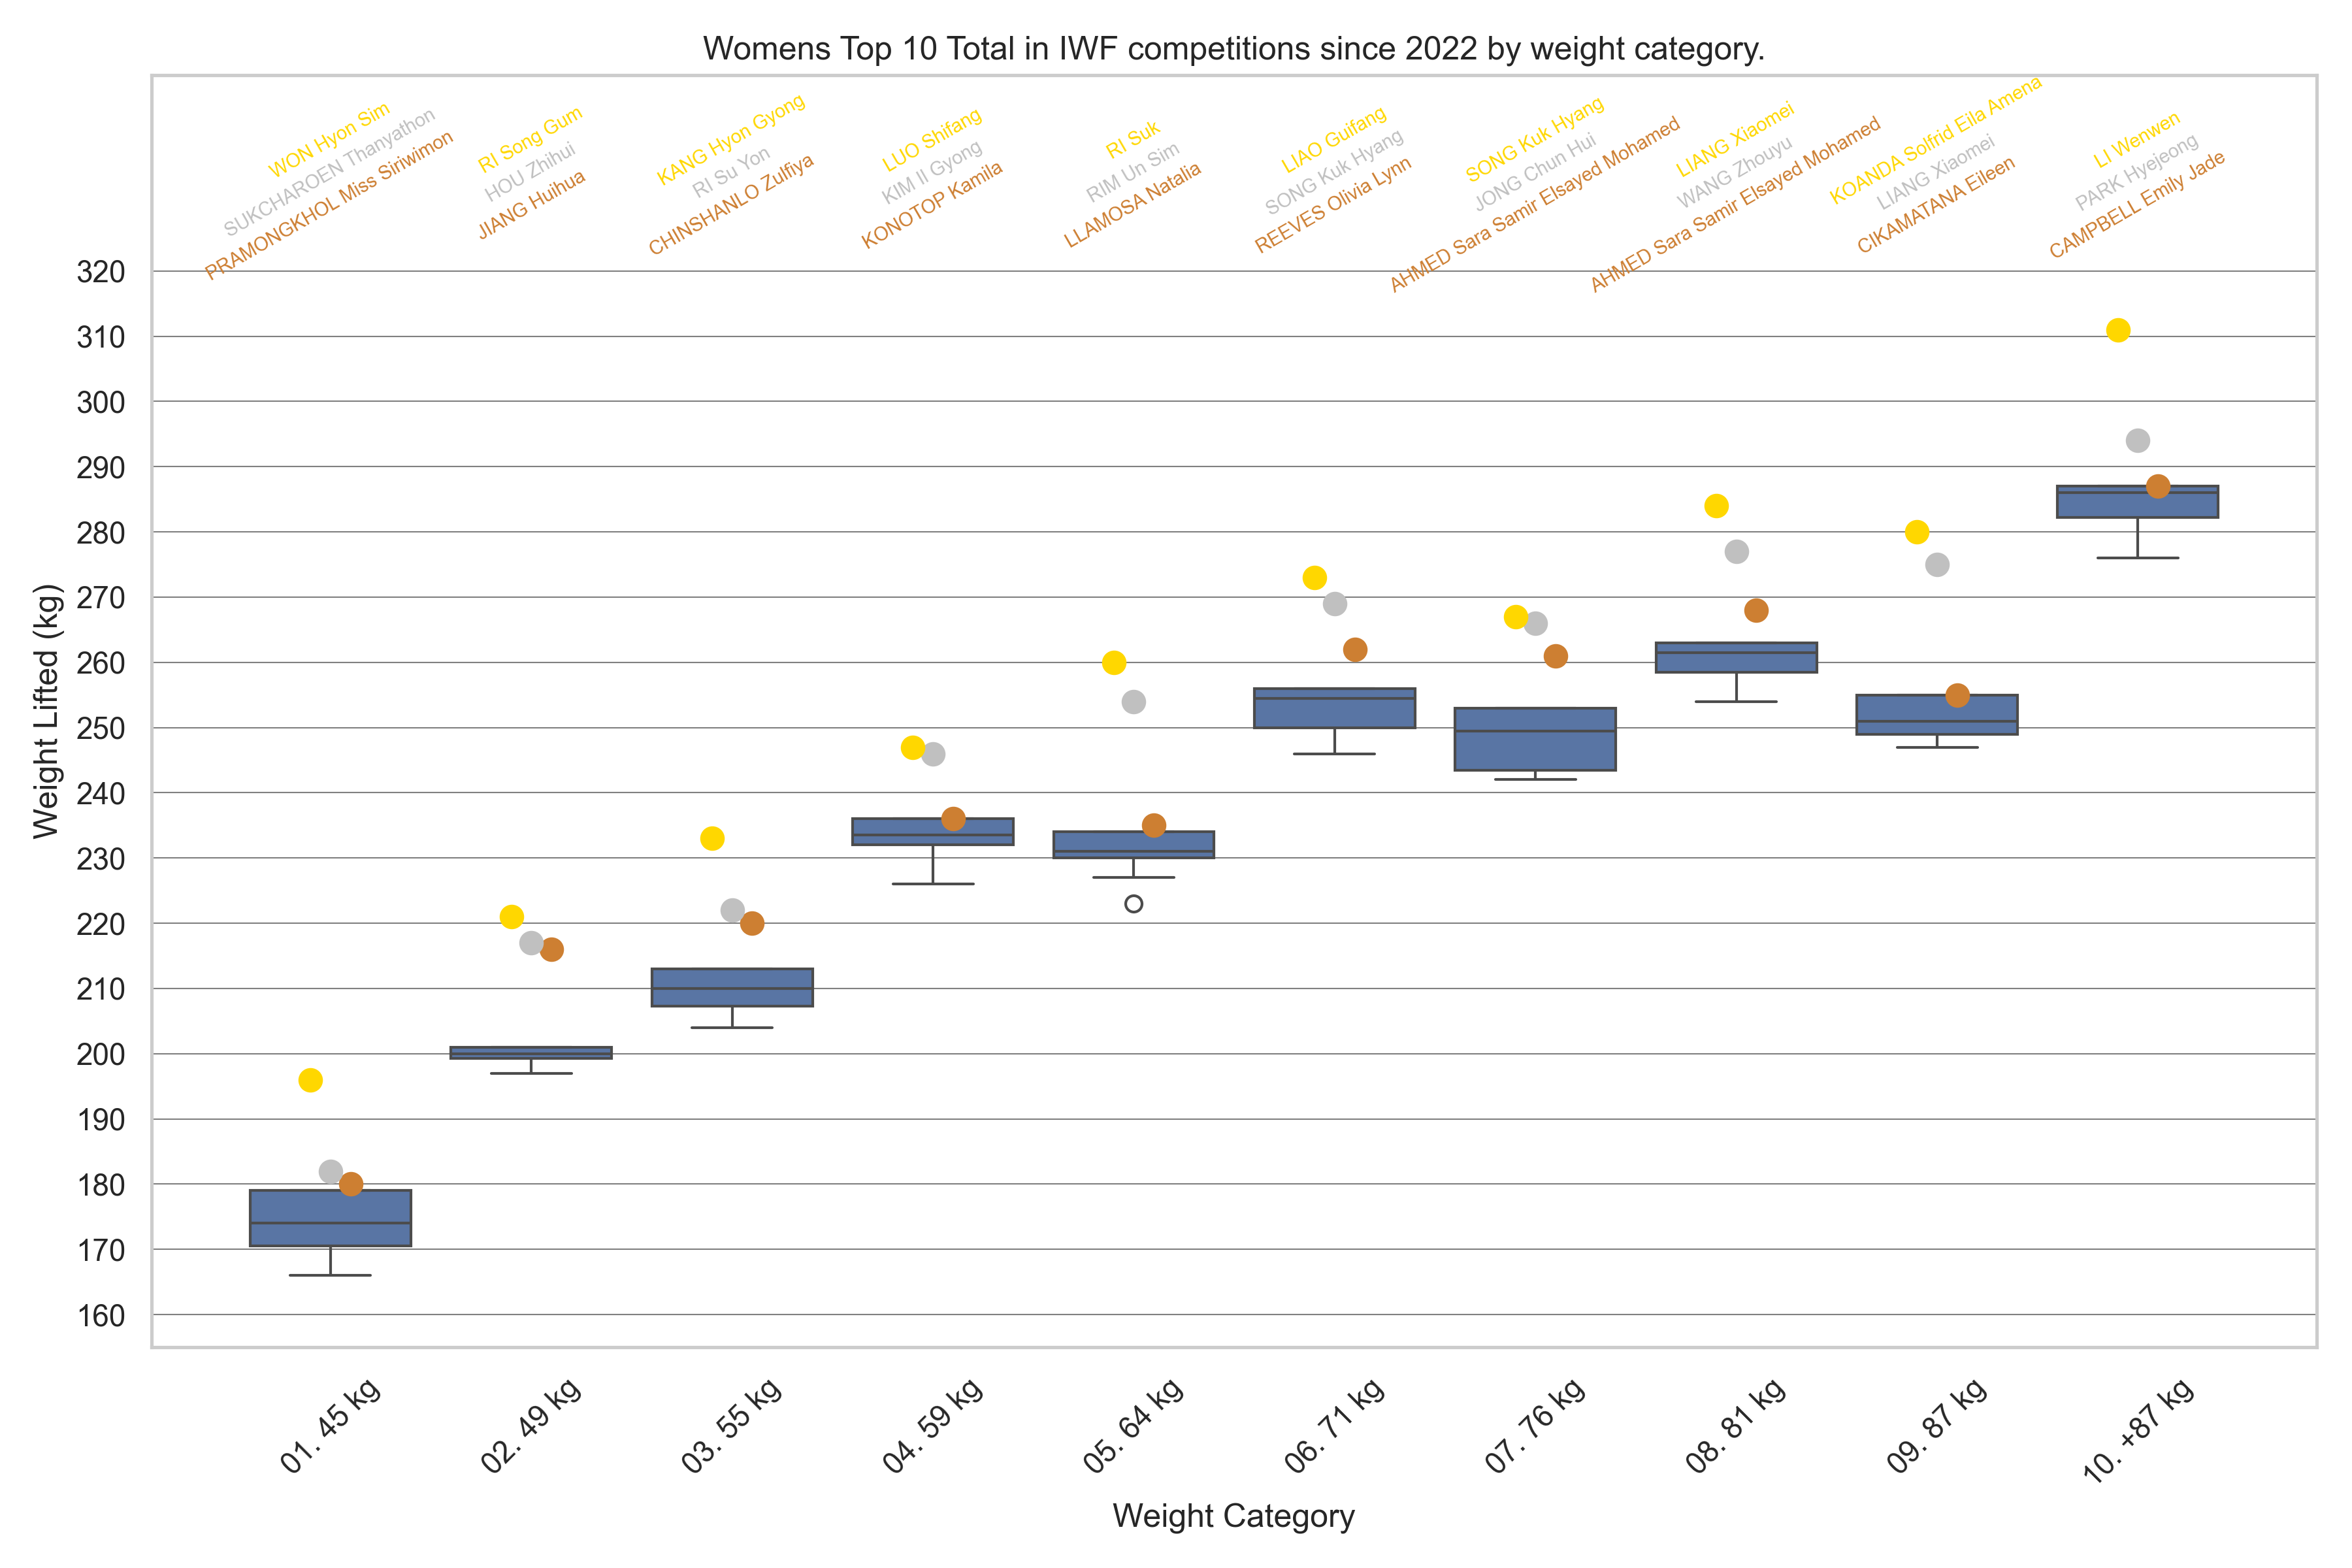 Womens Top 10 Total in IWF competitions since 2022 by weight category.
WON Hyon Sim
SUKCHAROEN Thanyathon
PRAMONGKHOL Miss Siriwimon
RI Song Gum
HOU Zhihui
JIANG Huihua
KANG Hyon Gyong
RI Su Yon
CHINSHANLO Zulfiya
LUO Shifang
KIM Il Gyong
KONOTOP Kamila
RI Suk
RIM Un Sim
LLAMOSA Natalia
LIAO Guifang
SONG Kuk Hyang
REEVES Olivia Lynn
SONG Kuk Hyang
JONG Chun Hui
AHMED Sara Samir Elsayed Mohamed
LIANG Xiaomei
WANG Zhouyu
AHMED Sara Samir Elsayed Mohamed
KOANDA Solfrid Eila Amena
LIANG Xiaomei
CIKAMATANA Eileen
LI Wenwen
PARK Hyejeong
CAMPBELL Emily Jade
320
310
300
290
280
270
260
250
240
230
220
210
200
190
180
170
160
Weight Lifted (kg)
01. 45 kg
02. 49 kg
03. 55 kg
04. 59 kg
05. 64 kg
06. 71 kg
07. 76 kg
08. 81 kg
09. 87 kg
10. +87 kg
Weight Category